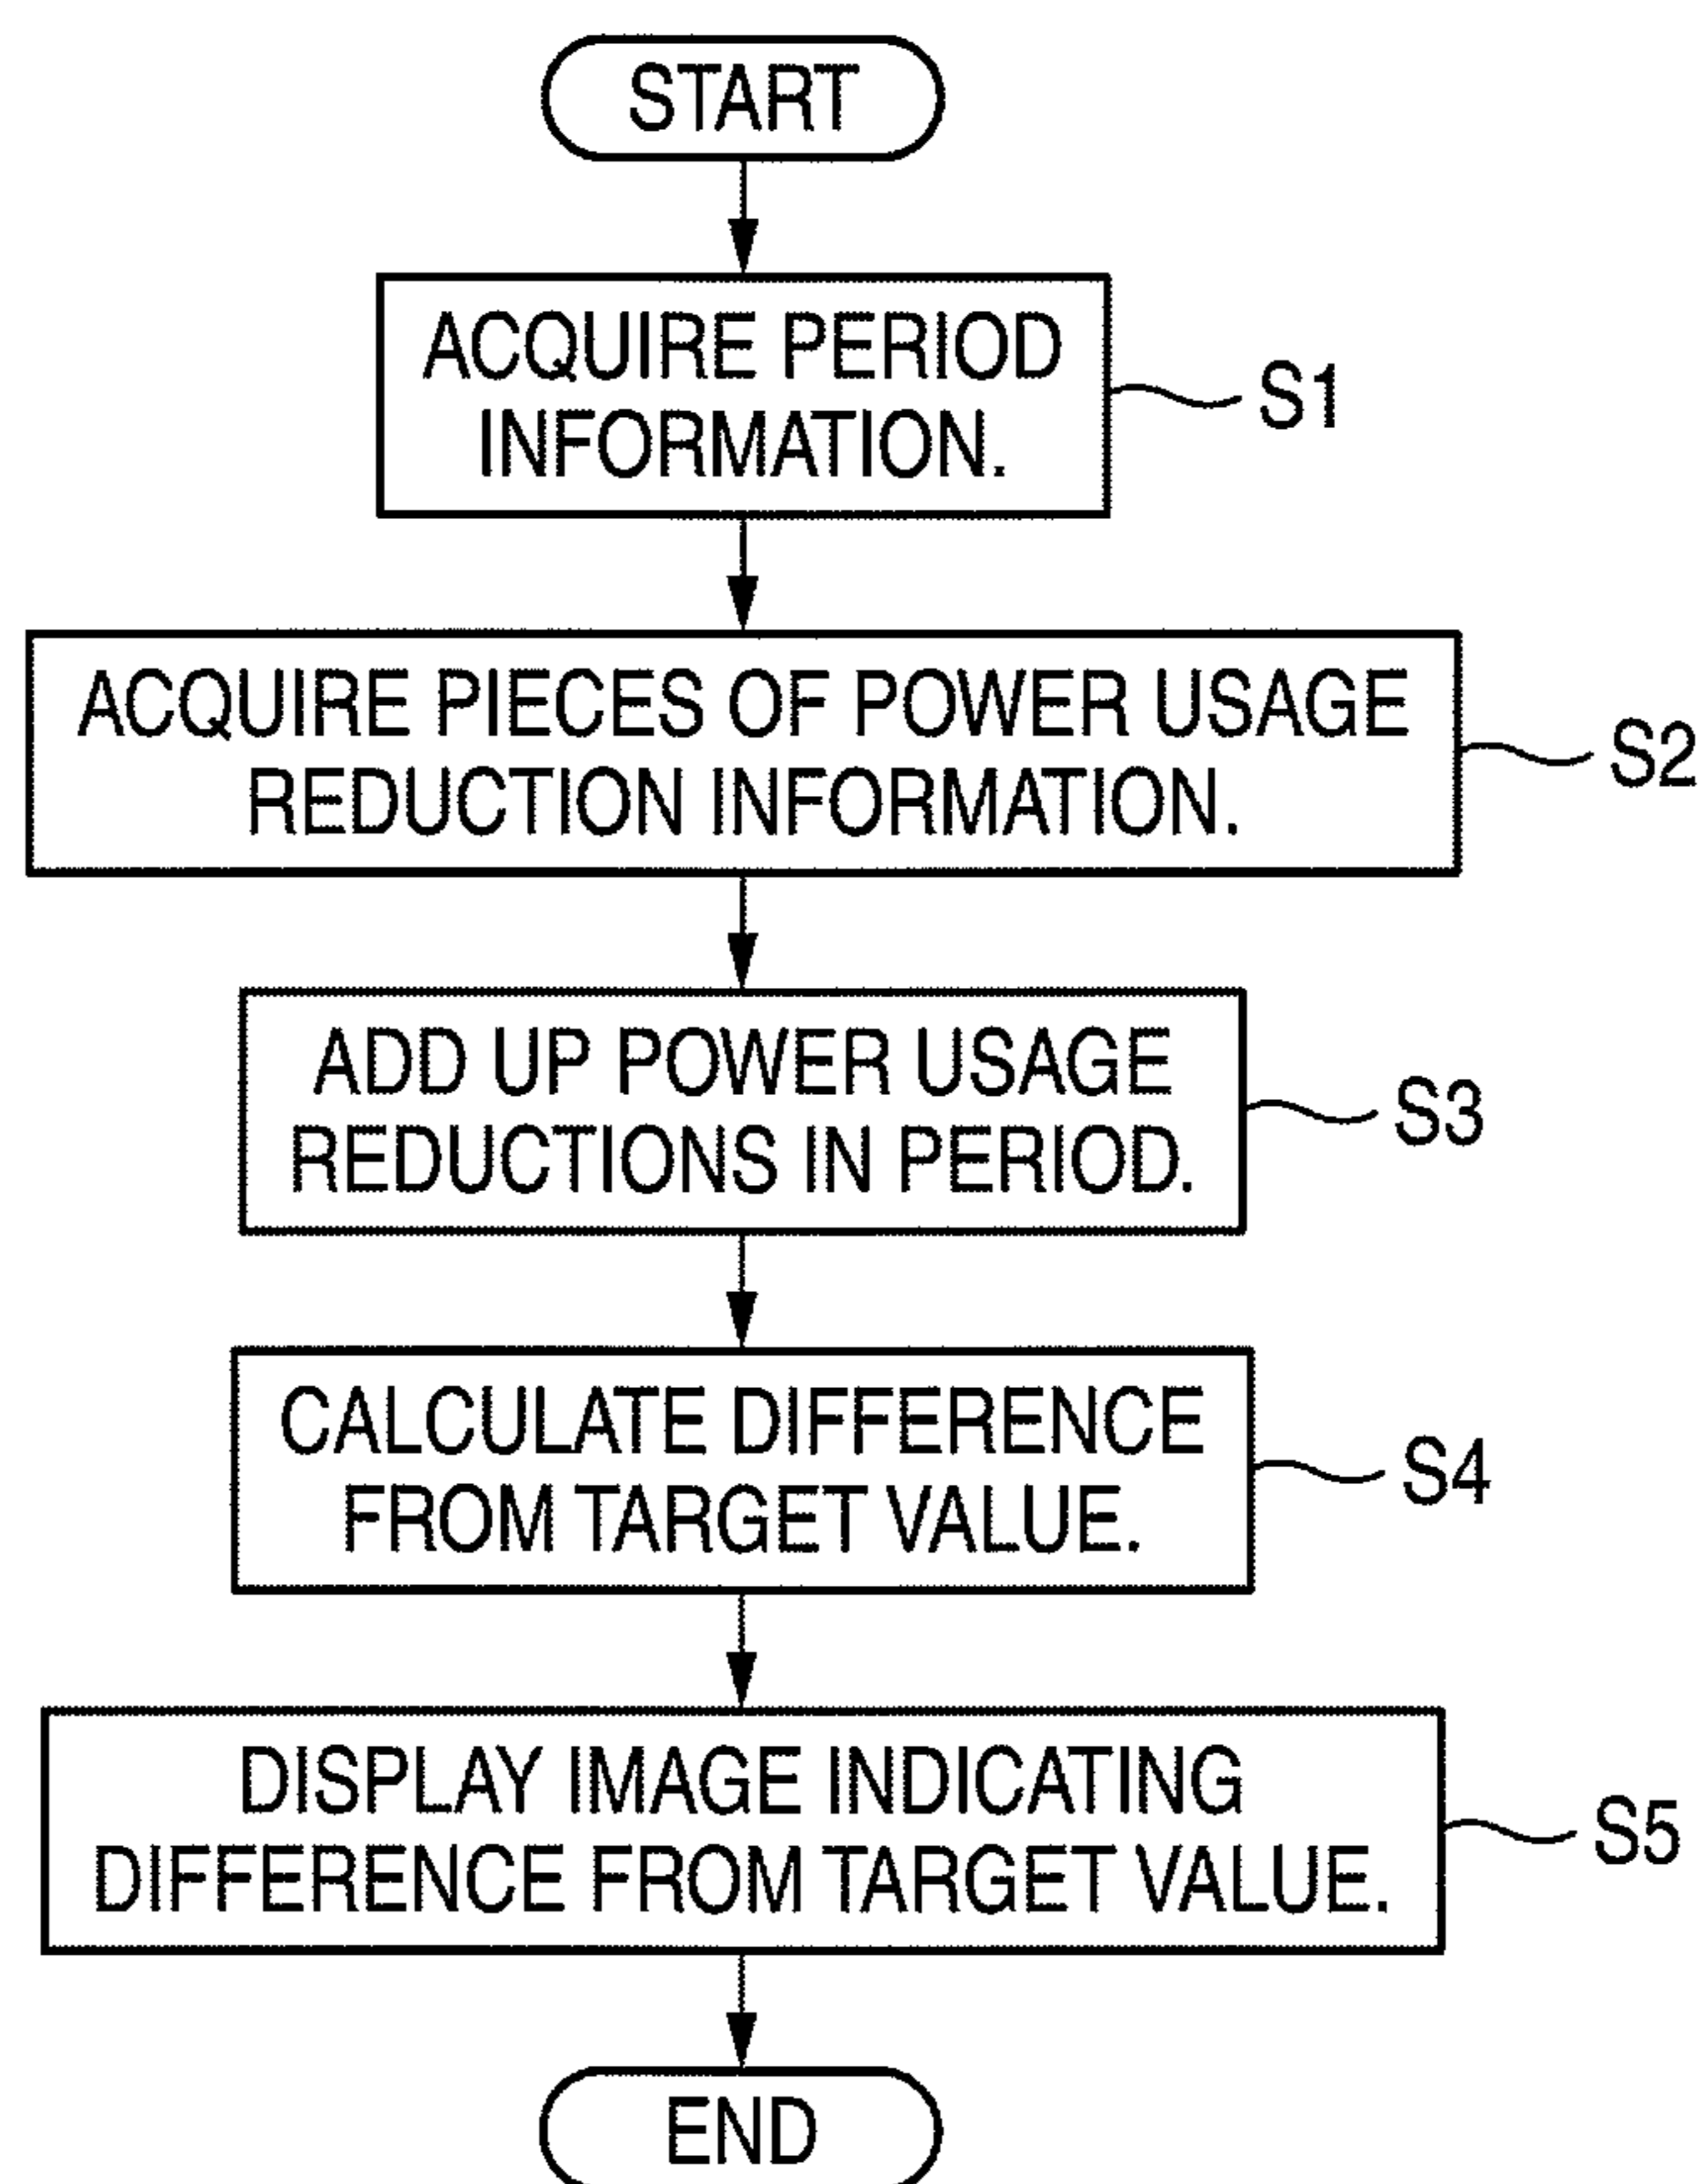 START
ACQUIRE PERIOD
INFORMATION.
S1
ACQUIRE PIECES OF POWER USAGE
REDUCTION INFORMATION.
S2
ADD UP POWER USAGE
REDUCTIONS IN PERIOD.
S3
CALCULATE DIFFERENCE
FROM TARGET VALUE.
S4
DISPLAY IMAGE INDICATING
DIFFERENCE FROM TARGET VALUE.
S5
END